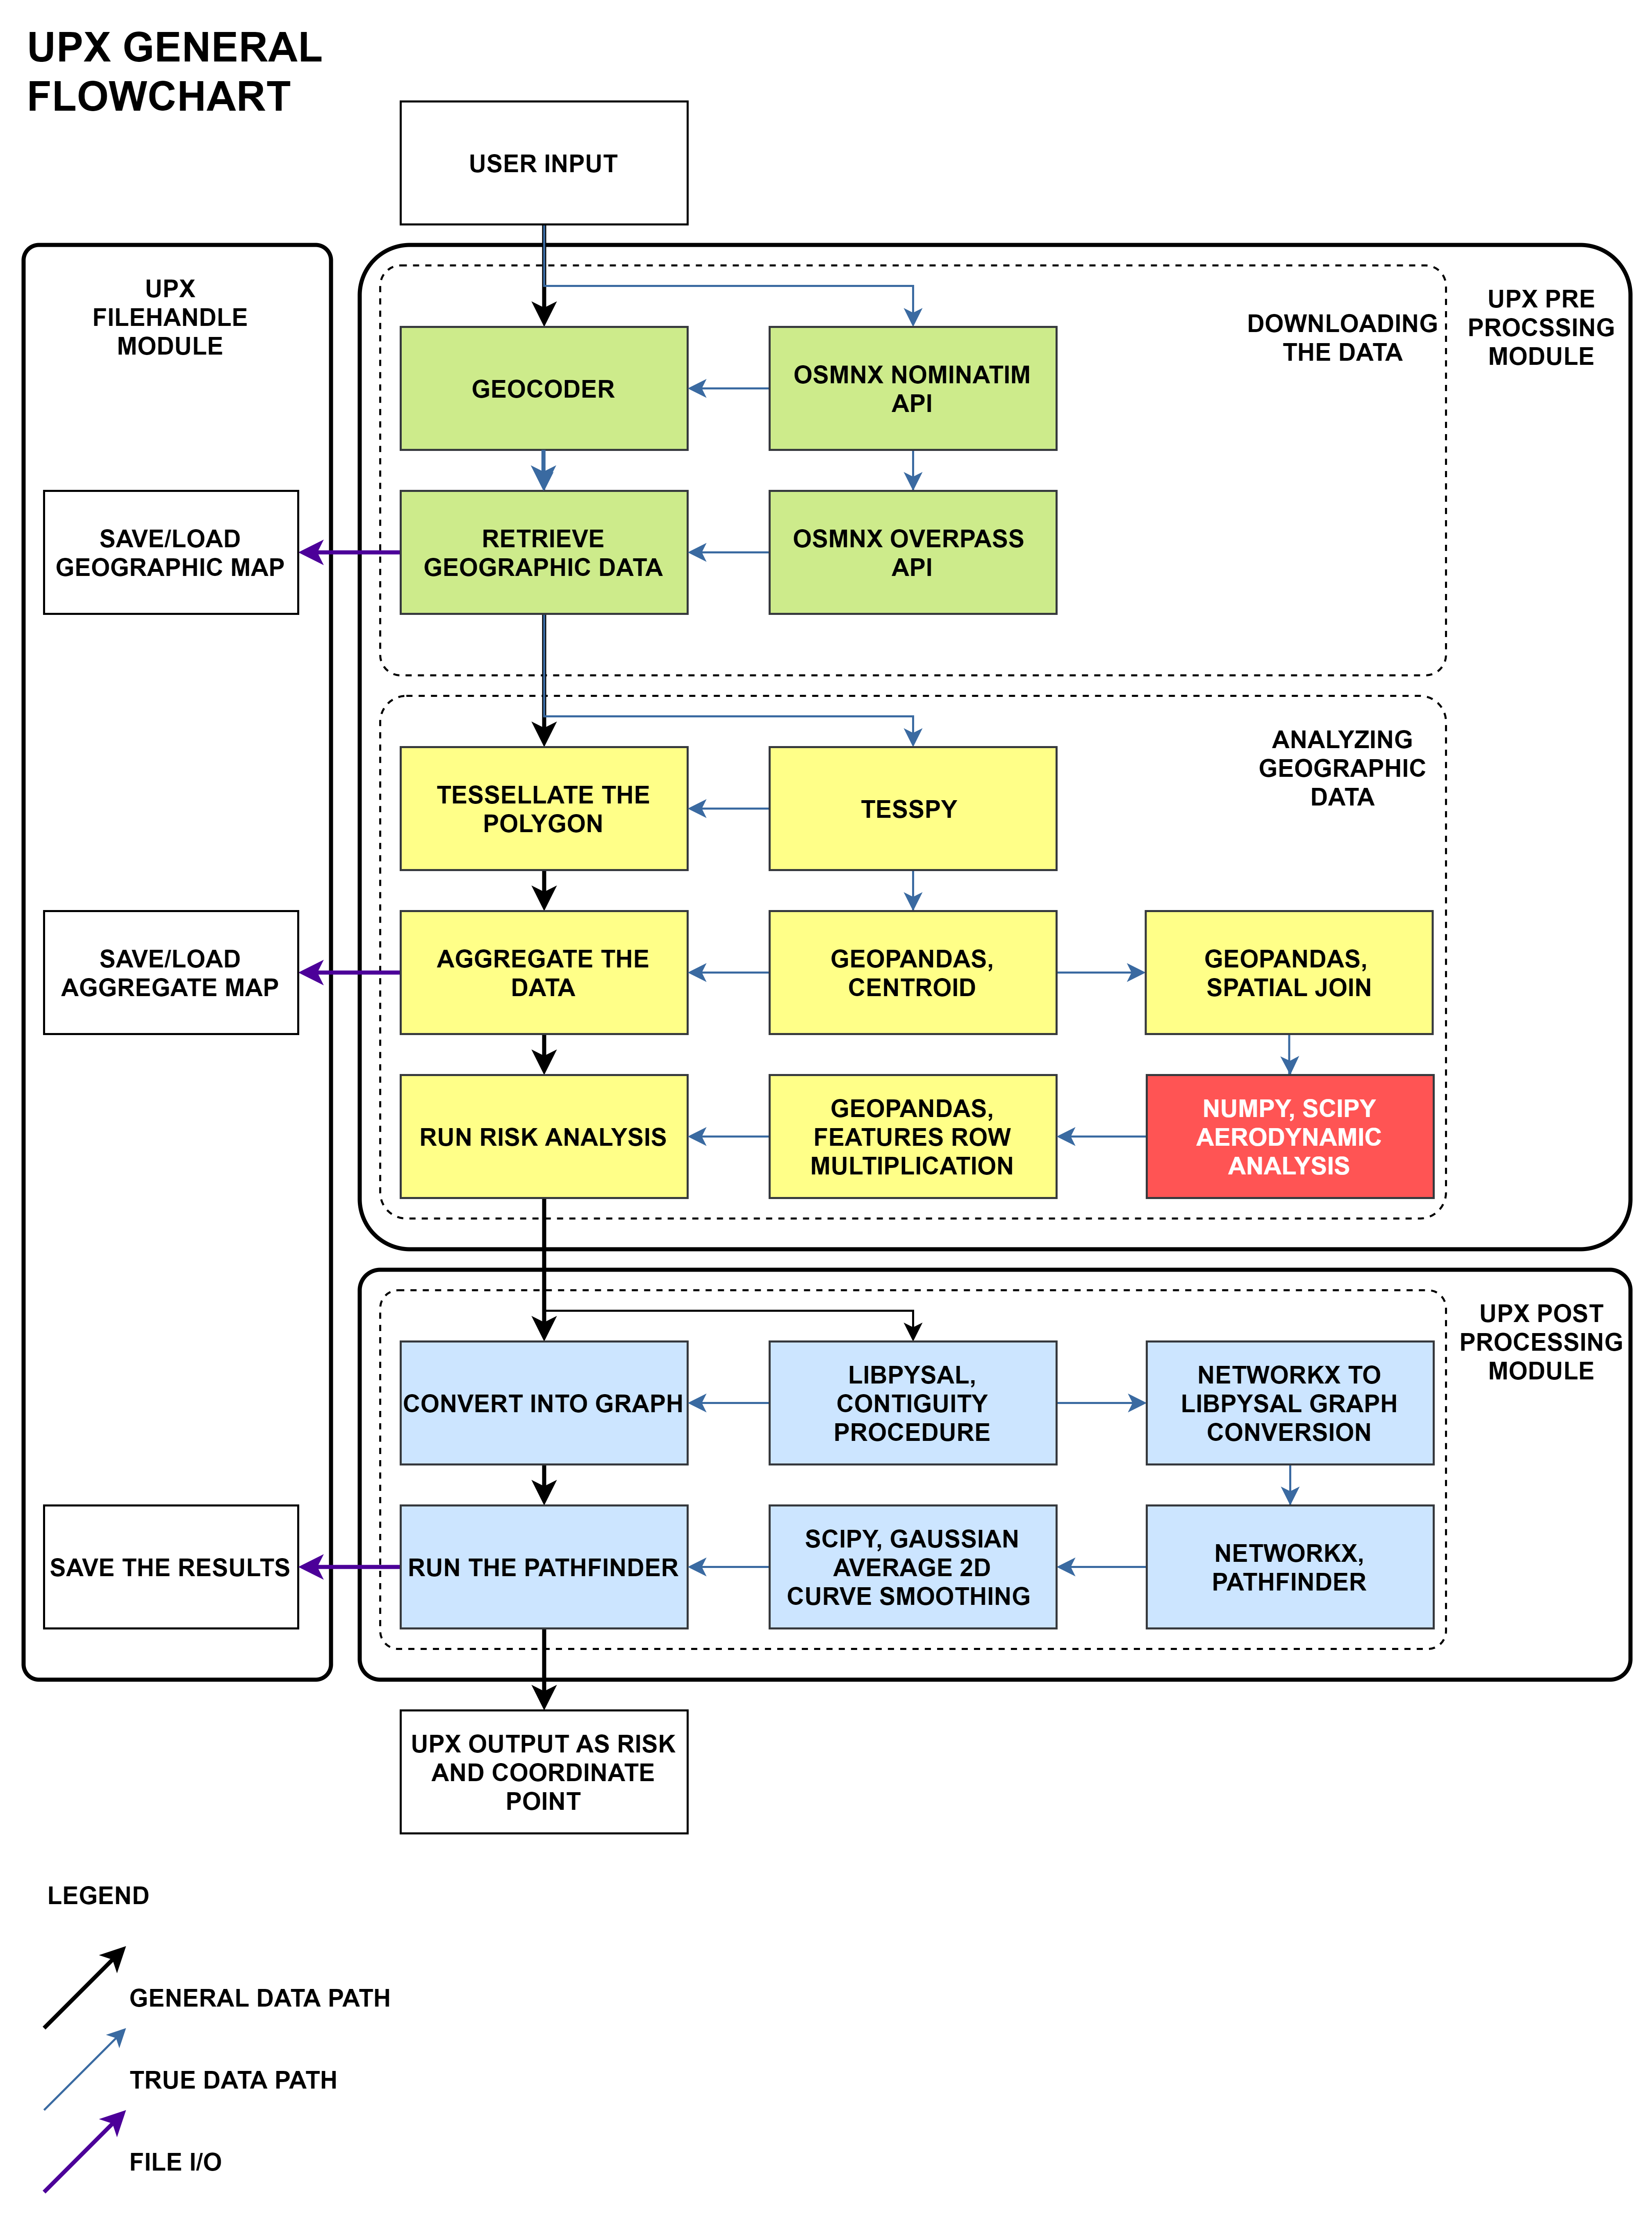 UPX GENERAL
FLOWCHART
USER INPUT
UPX
FILEHANDLE
MODULE
UPX PRE
PROCSSING
MODULE
DOWNLOADING
THE DATA
GEOCODER
OSMNX NOMINATIM
API
SAVE/LOAD
GEOGRAPHIC MAP
RETRIEVE
GEOGRAPHIC DATA
OSMNX OVERPASS
API
ANALYZING
GEOGRAPHIC
DATA
TESSELLATE THE
POLYGON
TESSPY
SAVE/LOAD
AGGREGATE MAP
AGGREGATE THE
DATA
GEOPANDAS,
CENTROID
GEOPANDAS,
SPATIAL JOIN
RUN RISK ANALYSIS
GEOPANDAS,
FEATURES ROW
MULTIPLICATION
NUMPY, SCIPY
AERODYNAMIC
ANALYSIS
UPX POST
PROCESSING
MODULE
CONVERT INTO GRAPH
LIBPYSAL,
CONTIGUITY
PROCEDURE
NETWORKX TO
LIBPYSAL GRAPH
CONVERSION
SAVE THE RESULTS
RUN THE PATHFINDER
SCIPY, GAUSSIAN
AVERAGE 2D
CURVE SMOOTHING
NETWORKX,
PATHFINDER
UPX OUTPUT AS RISK
AND COORDINATE
POINT
LEGEND
GENERAL DATA PATH
TRUE DATA PATH
FILE I/O